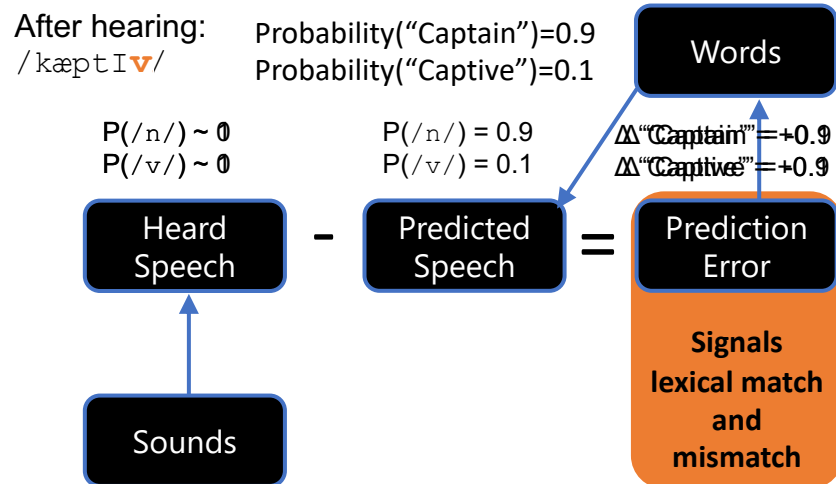 After hearing:
/kæptIv/
Probability(“Captain”)=0.9
Probability(“Captive”)=0.1
Words
P(/n/) ~
P(/v/) ~
P(/n/) = 0.9
P(/v/) = 0.1
Heard
Speech
-
Predicted
Speech
=
Prediction
Error
Signals
lexical match
and
mismatch
Sounds